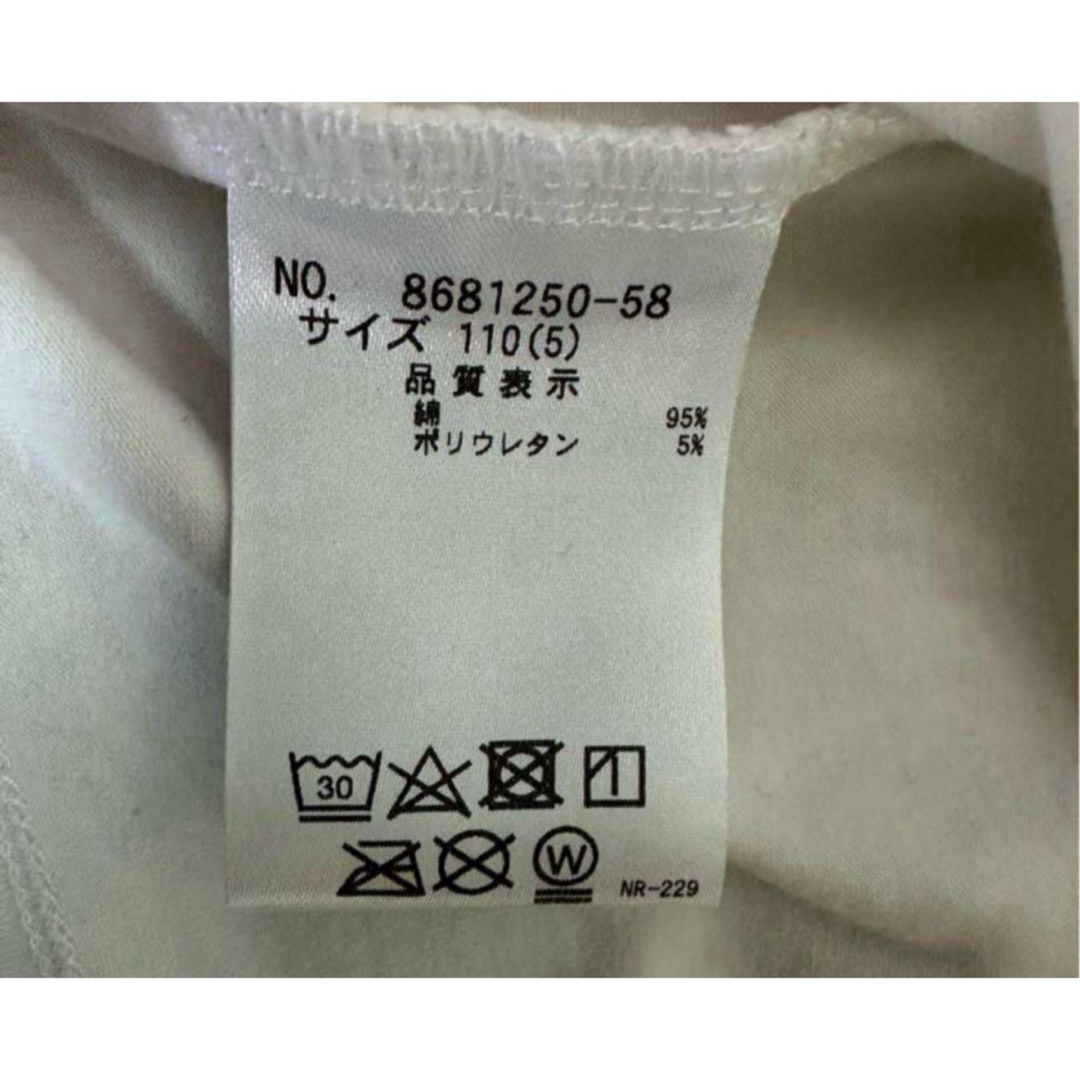 NO. 8681250-58
サイズ 110(5)
品質表示
綿 95%
ポリウレタン 5%
30
W
NR-229